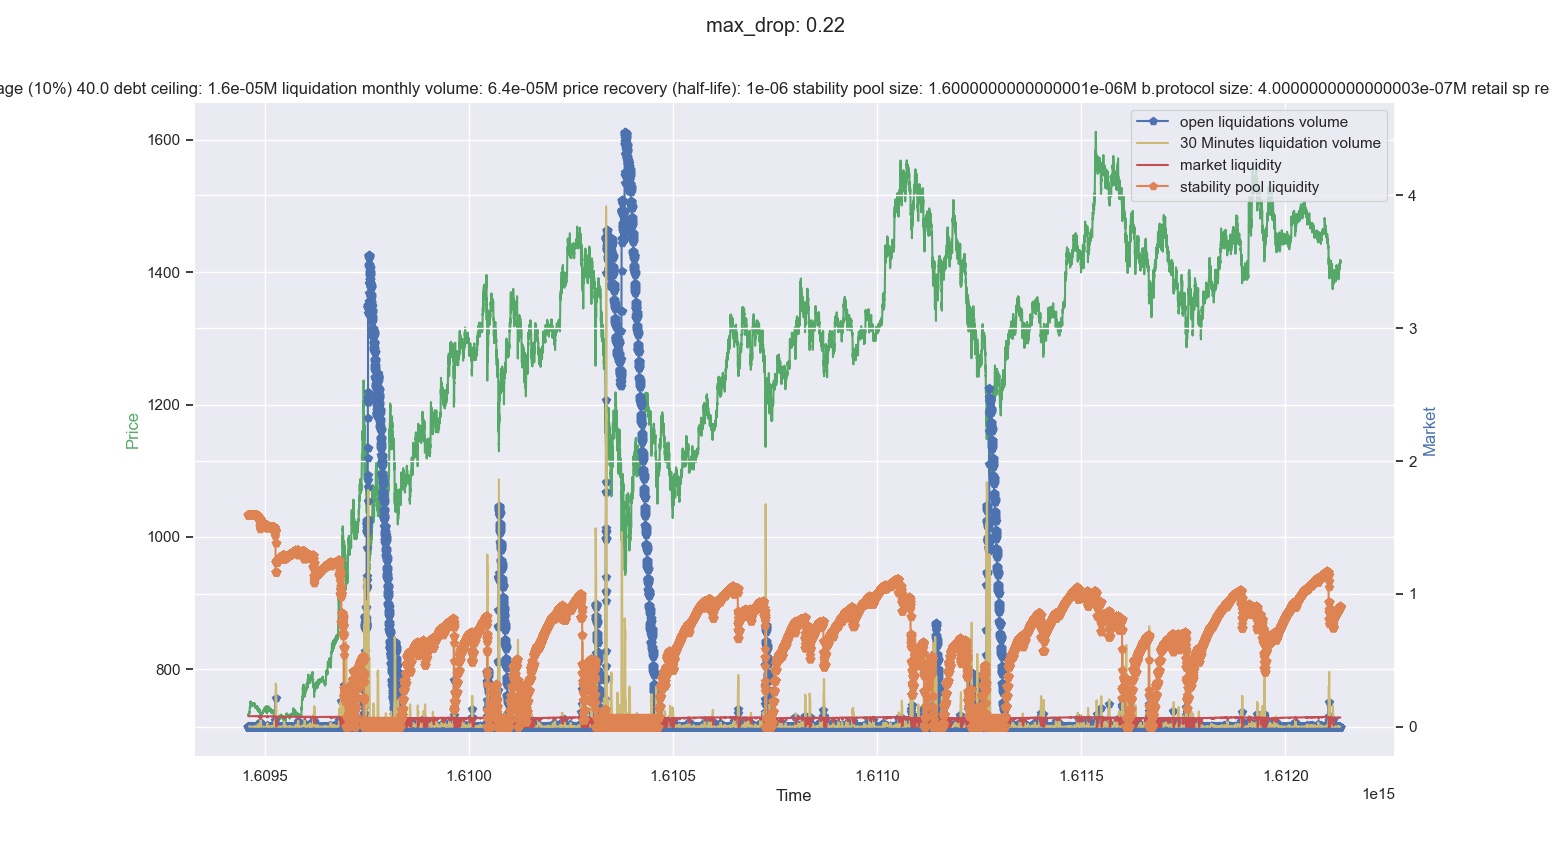 max_drop: 0.22
age (10%) 40.0 debt ceiling: 1.6e-05M liquidation monthly volume: 6.4e-05M price recovery (half-life): 1e-06 stability pool size: 1.6000000000000001e-06M b.protocol size: 4.0000000000000003e-07M retail sp re
open liquidations volume
30 Minutes liquidation volume
market liquidity
stability pool liquidity
1600
1400
1200
1000
800
Price
4
3
2
1
0
Market
1.6095
1.6100
1.6105
1.6110
1.6115
1.6120
1e15
Time